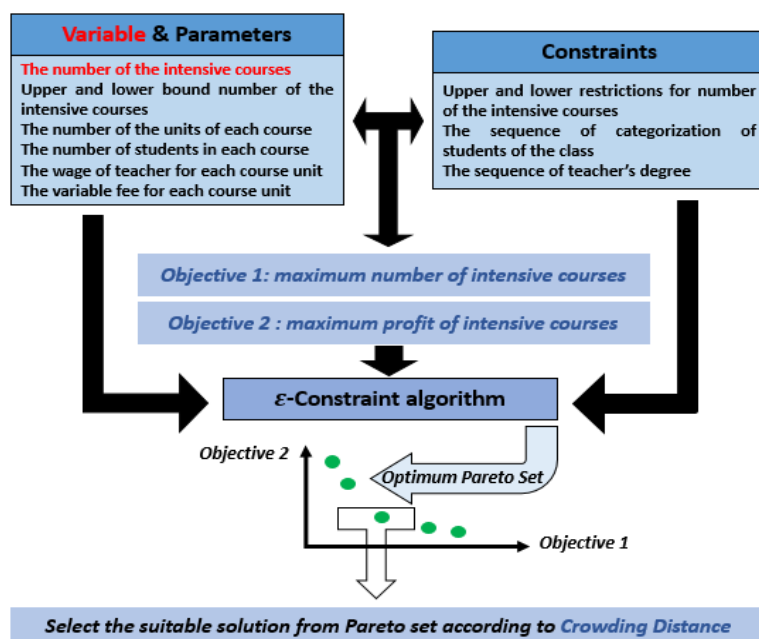 Variable & Parameters
The number of the intensive courses
Upper and lower bound number of the
intensive courses
The number of the units of each course
The number of students in each course
The wage of teacher for each course unit
The variable fee for each course unit
Constraints
Upper and lower restrictions for number
of the intensive courses
The sequence of categorization of
students of the class
The sequence of teacher's degree
Objective 1: maximum number of intensive courses
Objective 2 : maximum profit of intensive courses
ε-Constraint algorithm
Objective 2
Optimum Pareto Set
Objective 1
Select the suitable solution from Pareto set according to Crowding Distance